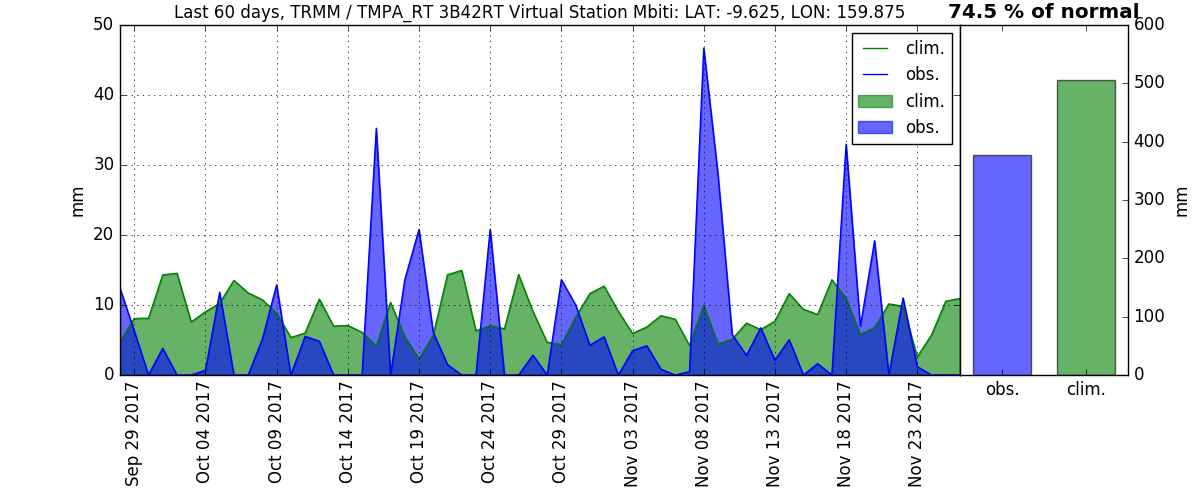 Last 60 days, TRMM / TMPA_RT 3B42RT Virtual Station Mbiti: LAT: -9.625, LON: 159.875
74.5 % of normal
mm
50
40
30
20
10
0
clim.
obs.
clim.
obs.
Sep 29 2017
Oct 04 2017
Oct 09 2017
Oct 14 2017
Oct 19 2017
Oct 24 2017
Oct 29 2017
Nov 03 2017
Nov 08 2017
Nov 13 2017
Nov 18 2017
Nov 23 2017
600
500
400
300
200
100
0
mm
obs.
clim.